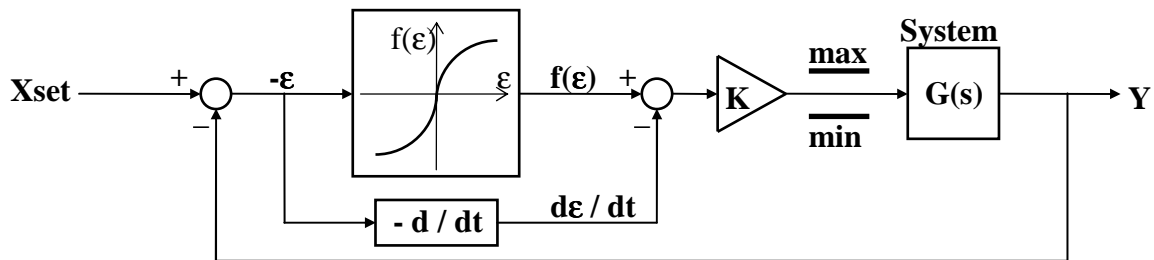 System
f(ε)
max
Xset
+
-ε
ε
f(ε)
+
K
G(s)
Y
−
−
min
- d / dt
dε / dt